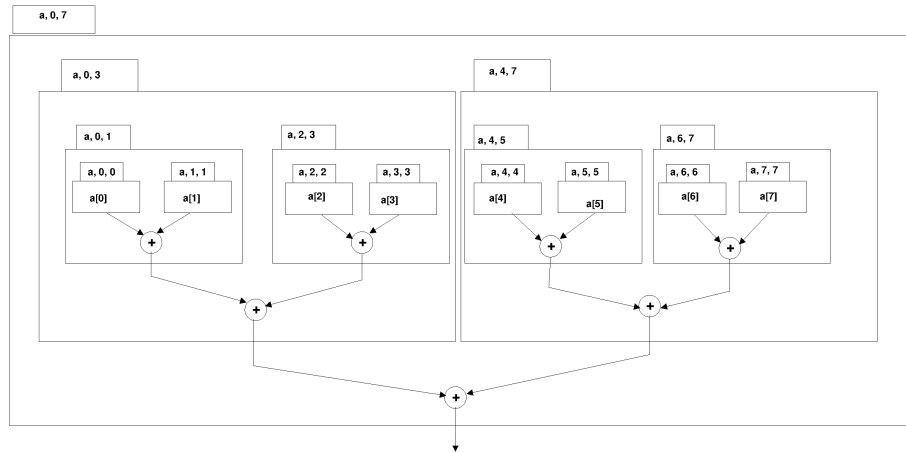 a, 0, 7
a, 0, 3
a, 4, 7
a, 0, 1
a, 2, 3
a, 4, 5
a, 6, 7
a, 0, 0
a, 1, 1
a, 2, 2
a, 3, 3
a, 4, 4
a, 5, 5
a, 6, 6
a, 7, 7
a[0]
a[1]
a[2]
a[3]
a[4]
a[5]
a[6]
a[7]
+
+
+
+
+
+
+